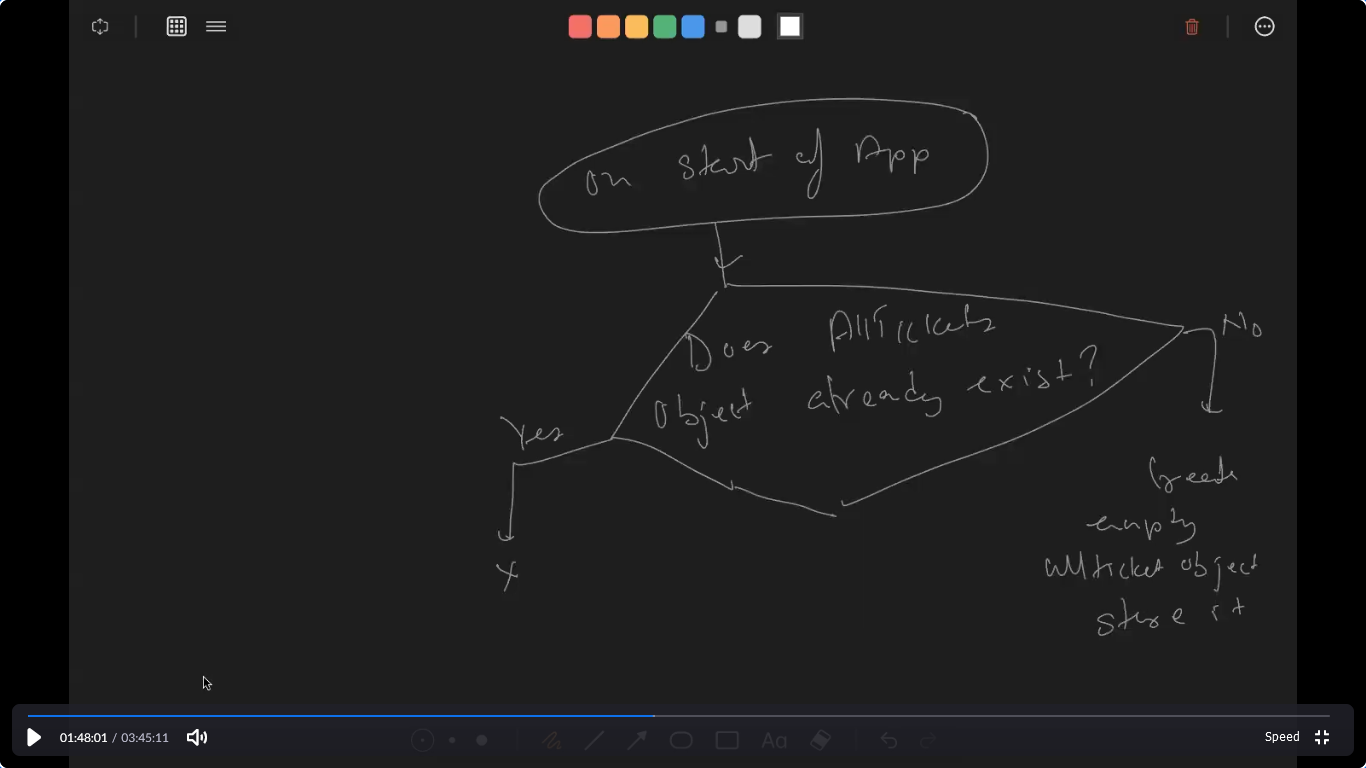 on start of App
Does AllTickets
object already exist?
No
Yes
X
Create
empty
allticket object
store it
Aa
01:48:01 / 03:45:11
Speed